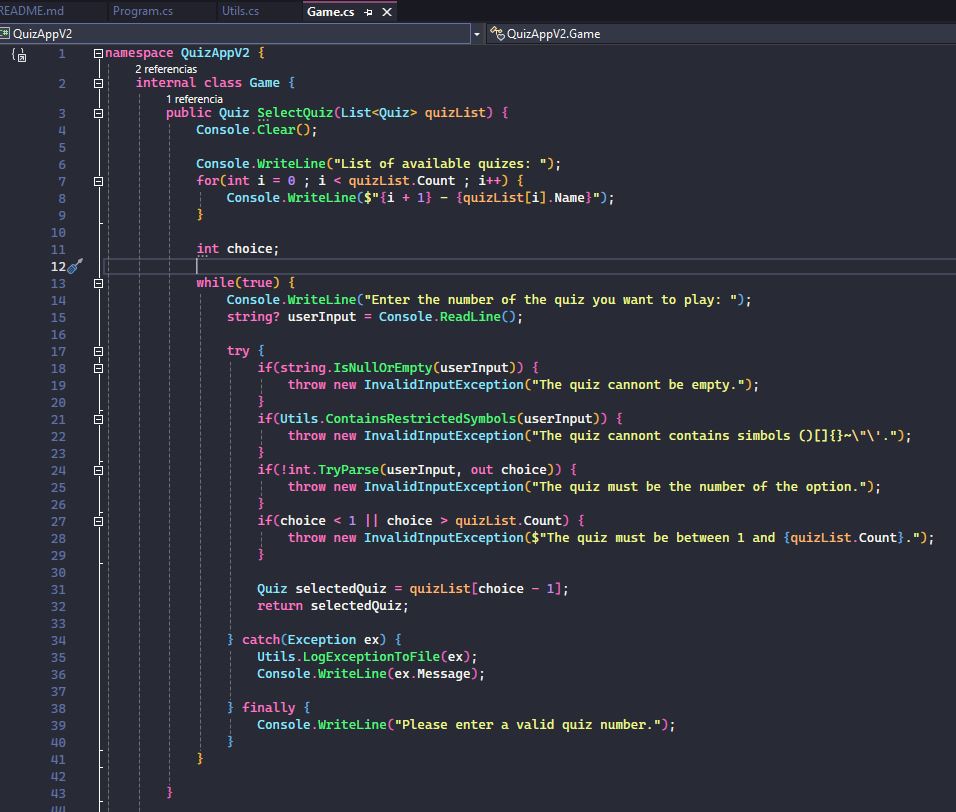 README.md Program.cs Utils.cs Game.cs
QuizAppV2 QuizAppV2.Game
1 namespace QuizAppV2 {
2 referencias
2 internal class Game {
1 referencia
3 public Quiz SelectQuiz(List<Quiz> quizList) {
4 Console.Clear();
5
6 Console.WriteLine("List of available quizes: ");
7 for(int i = 0 ; i < quizList.Count ; i++) {
8 Console.WriteLine($"{i + 1} - {quizList[i].Name}");
9 }
10
11 int choice;
12
13 while(true) {
14 Console.WriteLine("Enter the number of the quiz you want to play: ");
15 string? userInput = Console.ReadLine();
16
17 try {
18 if(string.IsNullOrEmpty(userInput)) {
19 throw new InvalidInputException("The quiz cannont be empty.");
20 }
21 if(Utils.ContainsRestrictedSymbols(userInput)) {
22 throw new InvalidInputException("The quiz cannont contains simbols ()[]{}~\"\'.");
23 }
24 if(!int.TryParse(userInput, out choice)) {
25 throw new InvalidInputException("The quiz must be the number of the option.");
26 }
27 if(choice < 1 || choice > quizList.Count) {
28 throw new InvalidInputException($"The quiz must be between 1 and {quizList.Count}.");
29 }
30
31 Quiz selectedQuiz = quizList[choice - 1];
32 return selectedQuiz;
33
34 } catch(Exception ex) {
35 Utils.LogExceptionToFile(ex);
36 Console.WriteLine(ex.Message);
37
38 } finally {
39 Console.WriteLine("Please enter a valid quiz number.");
40 }
41 }
42
43 }
44